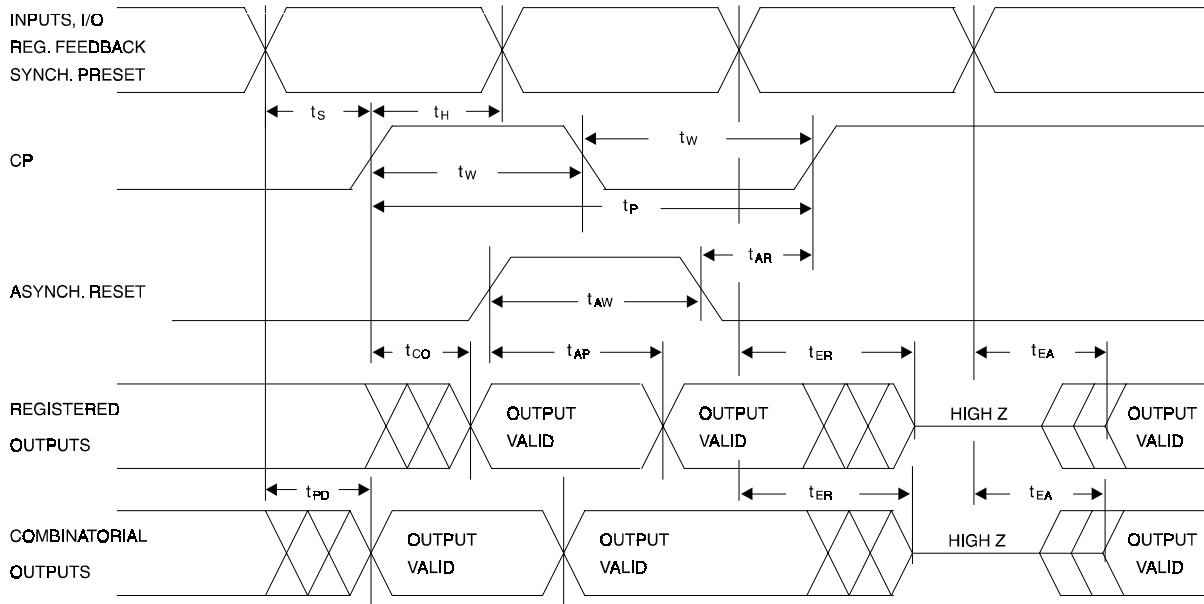 INPUTS, I/O
REG. FEEDBACK
SYNCH. PRESET
tS
tH
CP
tW
tW
tP
tAR
ASYNCH. RESET
tAW
tCO
tAP
tER
tEA
REGISTERED
OUTPUTS
OUTPUT
VALID
OUTPUT
VALID
HIGH Z
OUTPUT
VALID
tPD
tER
tEA
COMBINATORIAL
OUTPUTS
OUTPUT
VALID
OUTPUT
VALID
HIGH Z
OUTPUT
VALID